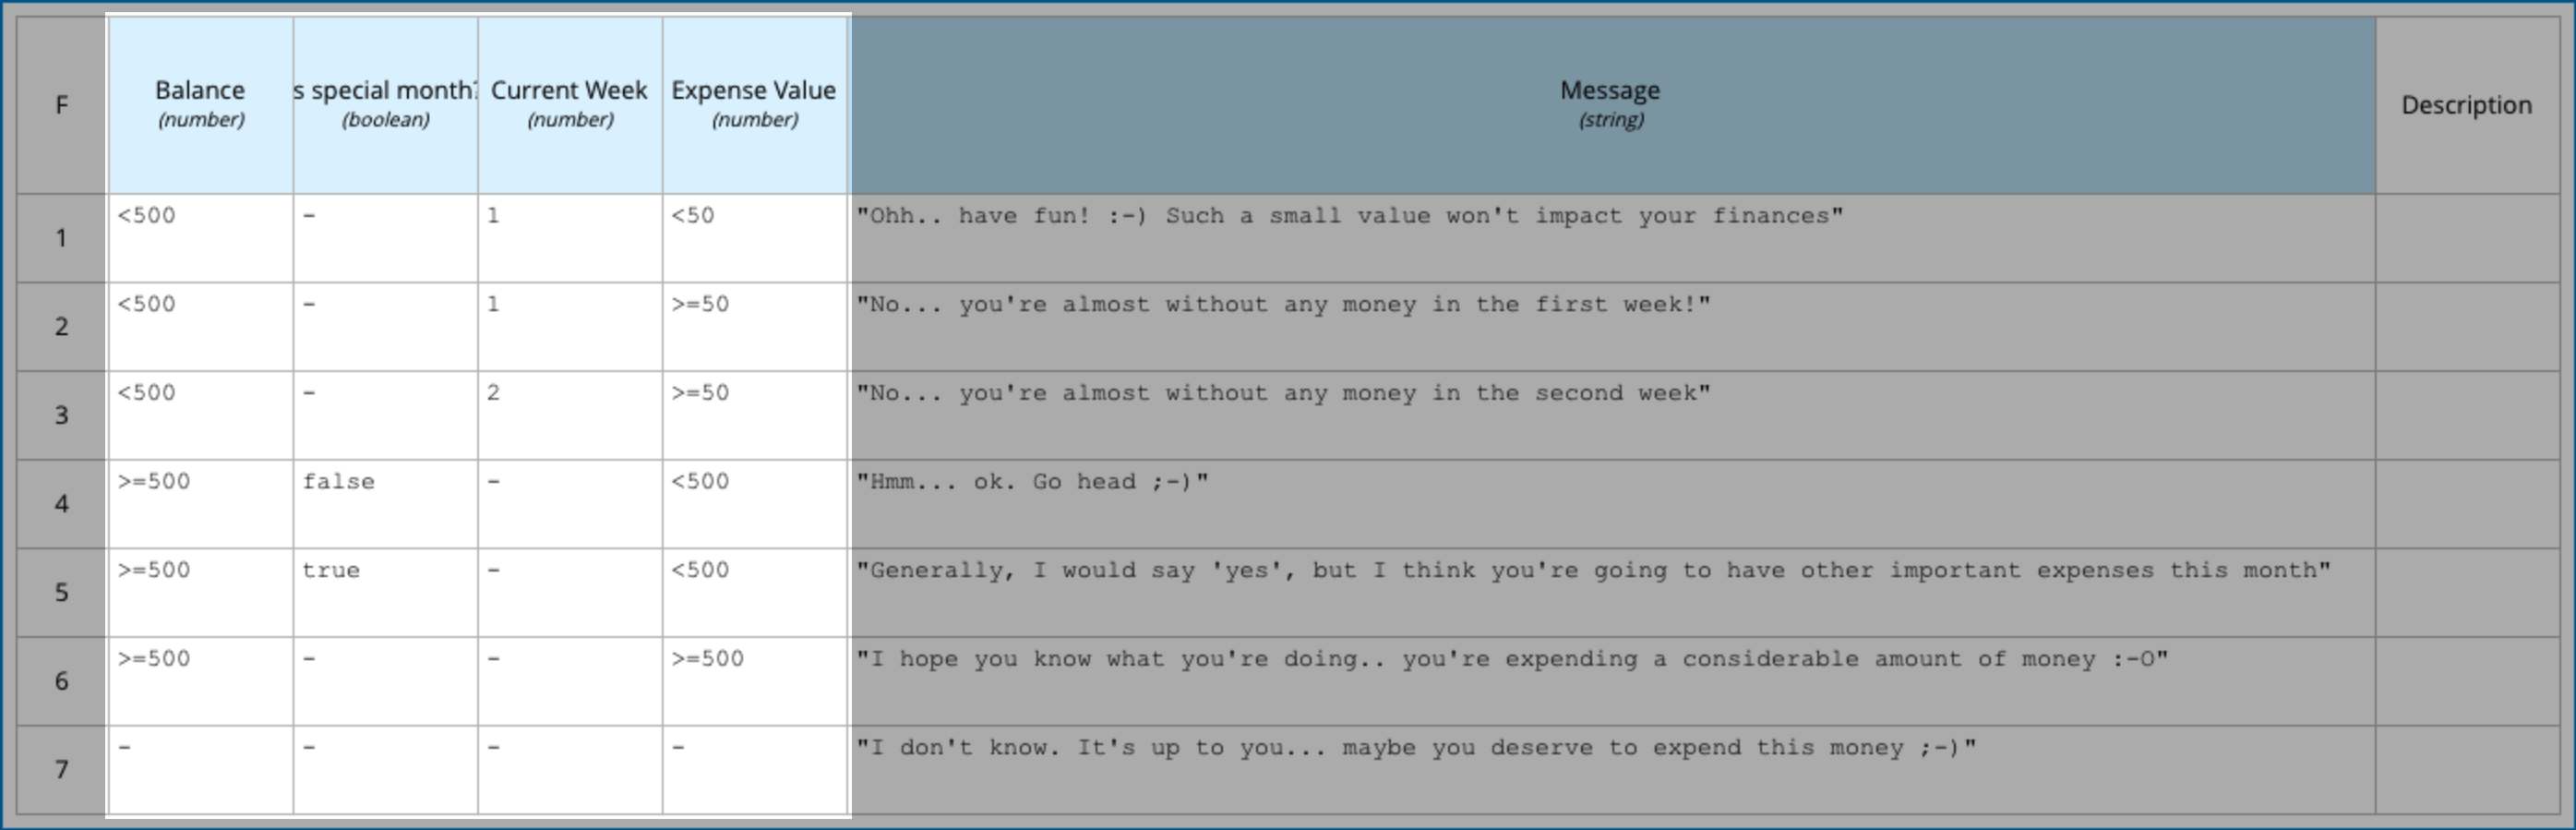 F Balance s special month? Current Week Expense Value Message Description
(number) (boolean) (number) (number) (string)
1 <500 - 1 <50 "Ohh.. have fun! :-) Such a small value won't impact your finances"
2 <500 - 1 >=50 "No... you're almost without any money in the first week!"
3 <500 - 2 >=50 "No... you're almost without any money in the second week"
4 >=500 false - <500 "Hmm... ok. Go head ;-)"
5 >=500 true - <500 "Generally, I would say 'yes', but I think you're going to have other important expenses this month"
6 >=500 - - >=500 "I hope you know what you're doing.. you're expending a considerable amount of money :-O"
7 - - - - "I don't know. It's up to you... maybe you deserve to expend this money ;-)"